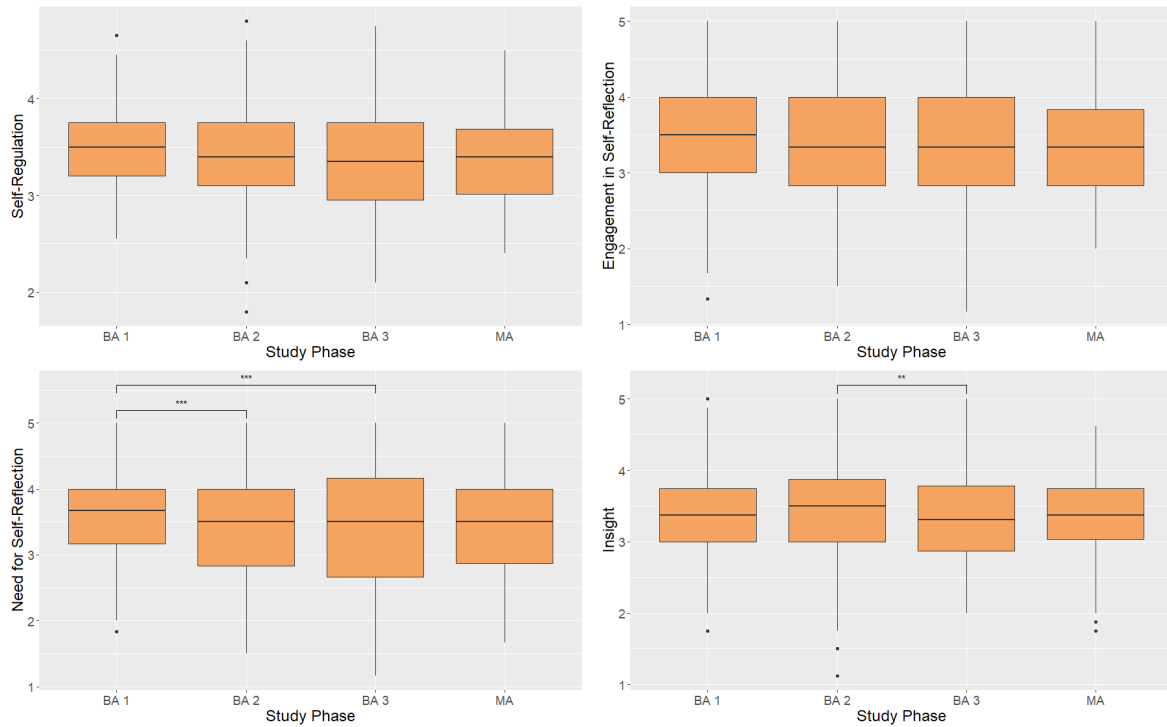 Self-Regulation
4
3
2
BA 1 BA 2 BA 3 MA
Study Phase
Engagement in Self-Reflection
5
4
3
2
1
BA 1 BA 2 BA 3 MA
Study Phase
Need for Self-Reflection
***
***
5
4
3
2
1
BA 1 BA 2 BA 3 MA
Study Phase
Insight
**
5
4
3
2
1
BA 1 BA 2 BA 3 MA
Study Phase